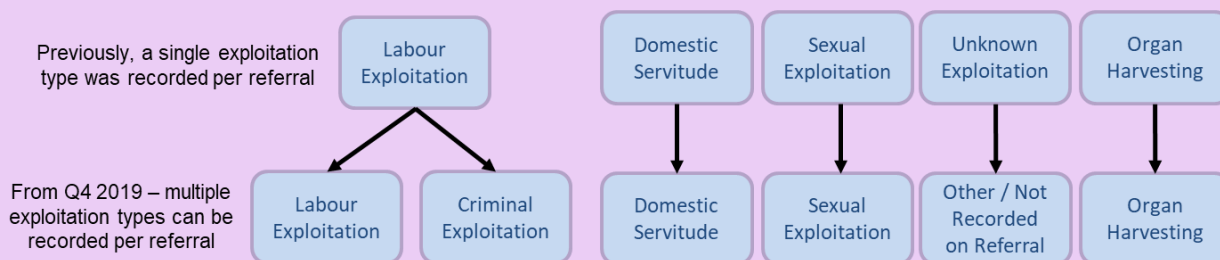 Previously, a single exploitation
type was recorded per referral
Labour
Exploitation
Domestic
Servitude
Sexual
Exploitation
Unknown
Exploitation
Organ
Harvesting
From Q4 2019 – multiple
exploitation types can be
recorded per referral
Labour
Exploitation
Criminal
Exploitation
Domestic
Servitude
Sexual
Exploitation
Other / Not
Recorded
on Referral
Organ
Harvesting